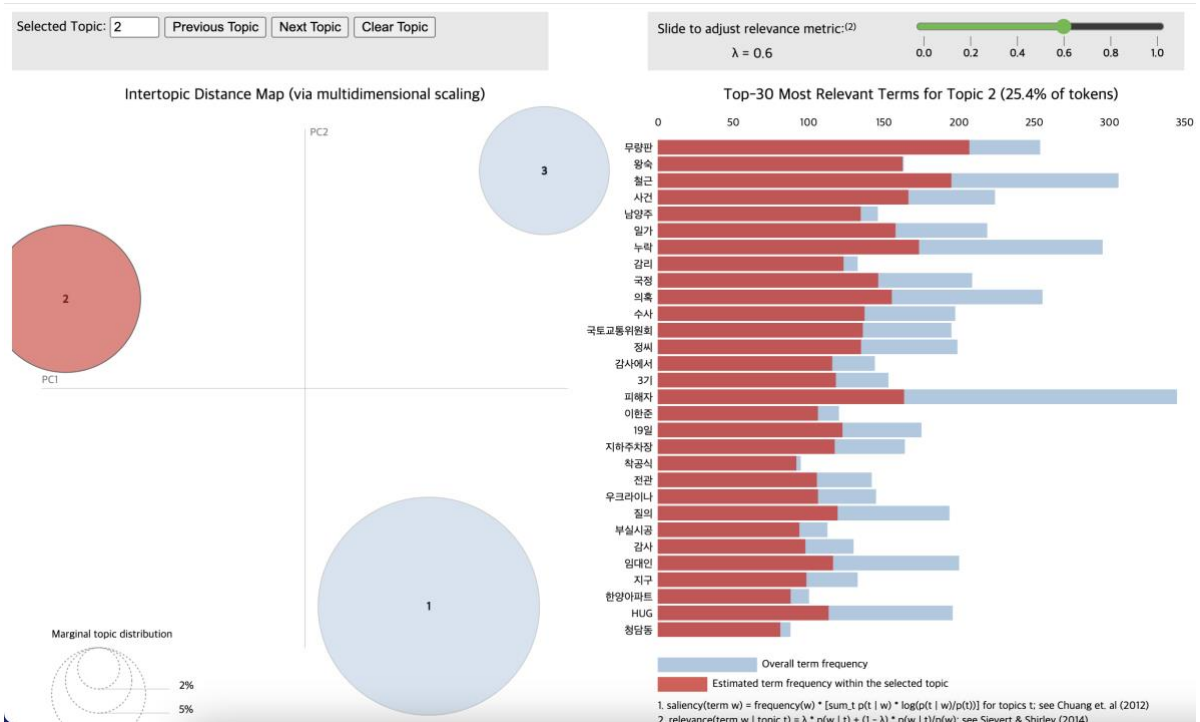 Selected Topic: 2 Previous Topic Next Topic Clear Topic
Slide to adjust relevance metric:(2)
λ = 0.6
0.0 0.2 0.4 0.6 0.8 1.0
Intertopic Distance Map (via multidimensional scaling)
PC2
PC1
3
2
1
Marginal topic distribution
2%
5%
Top-30 Most Relevant Terms for Topic 2 (25.4% of tokens)
0 50 100 150 200 250 300 350
무량판
왕숙
철근
사건
남양주
일가
누락
감리
국정
의혹
수사
국토교통위원회
정씨
감사에서
3기
피해자
이한준
19일
지하주차장
착공식
전관
우크라이나
질의
부실시공
감사
임대인
지구
한양아파트
HUG
청담동
Overall term frequency
Estimated term frequency within the selected topic
1. saliency(term w) = frequency(w) * [sum_t p(t | w) * log(p(t | w)/p(t))] for topics t; see Chuang et. al (2012)
2. relevance(term w | topic t) = λ * p(w | t) + (1 - λ) * p(w | t)/p(w); see Sievert & Shirley (2014)